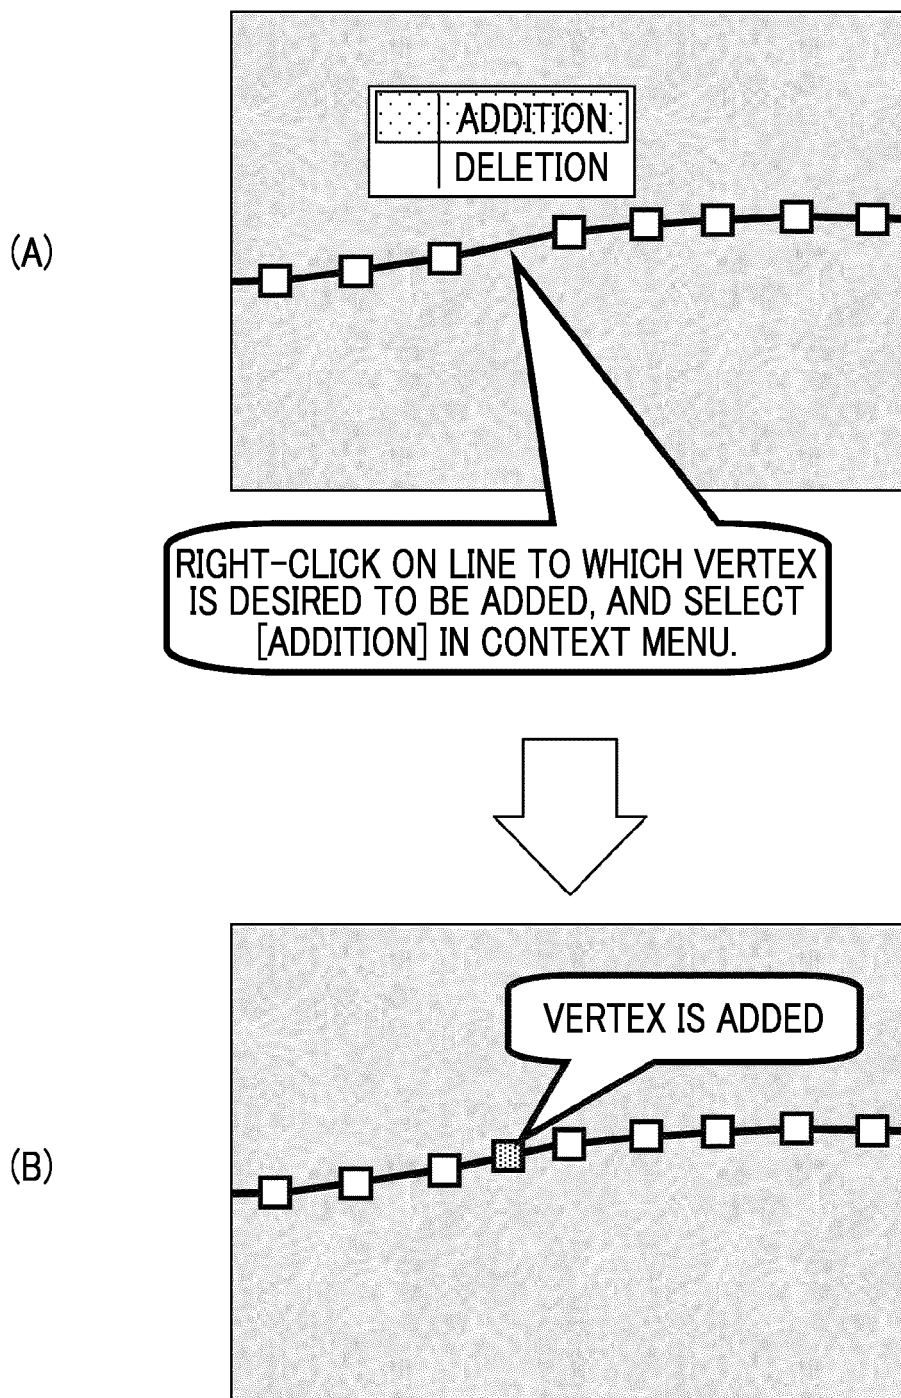 (A)
ADDITION
DELETION
RIGHT-CLICK ON LINE TO WHICH VERTEX
IS DESIRED TO BE ADDED, AND SELECT
[ADDITION] IN CONTEXT MENU.
(B)
VERTEX IS ADDED